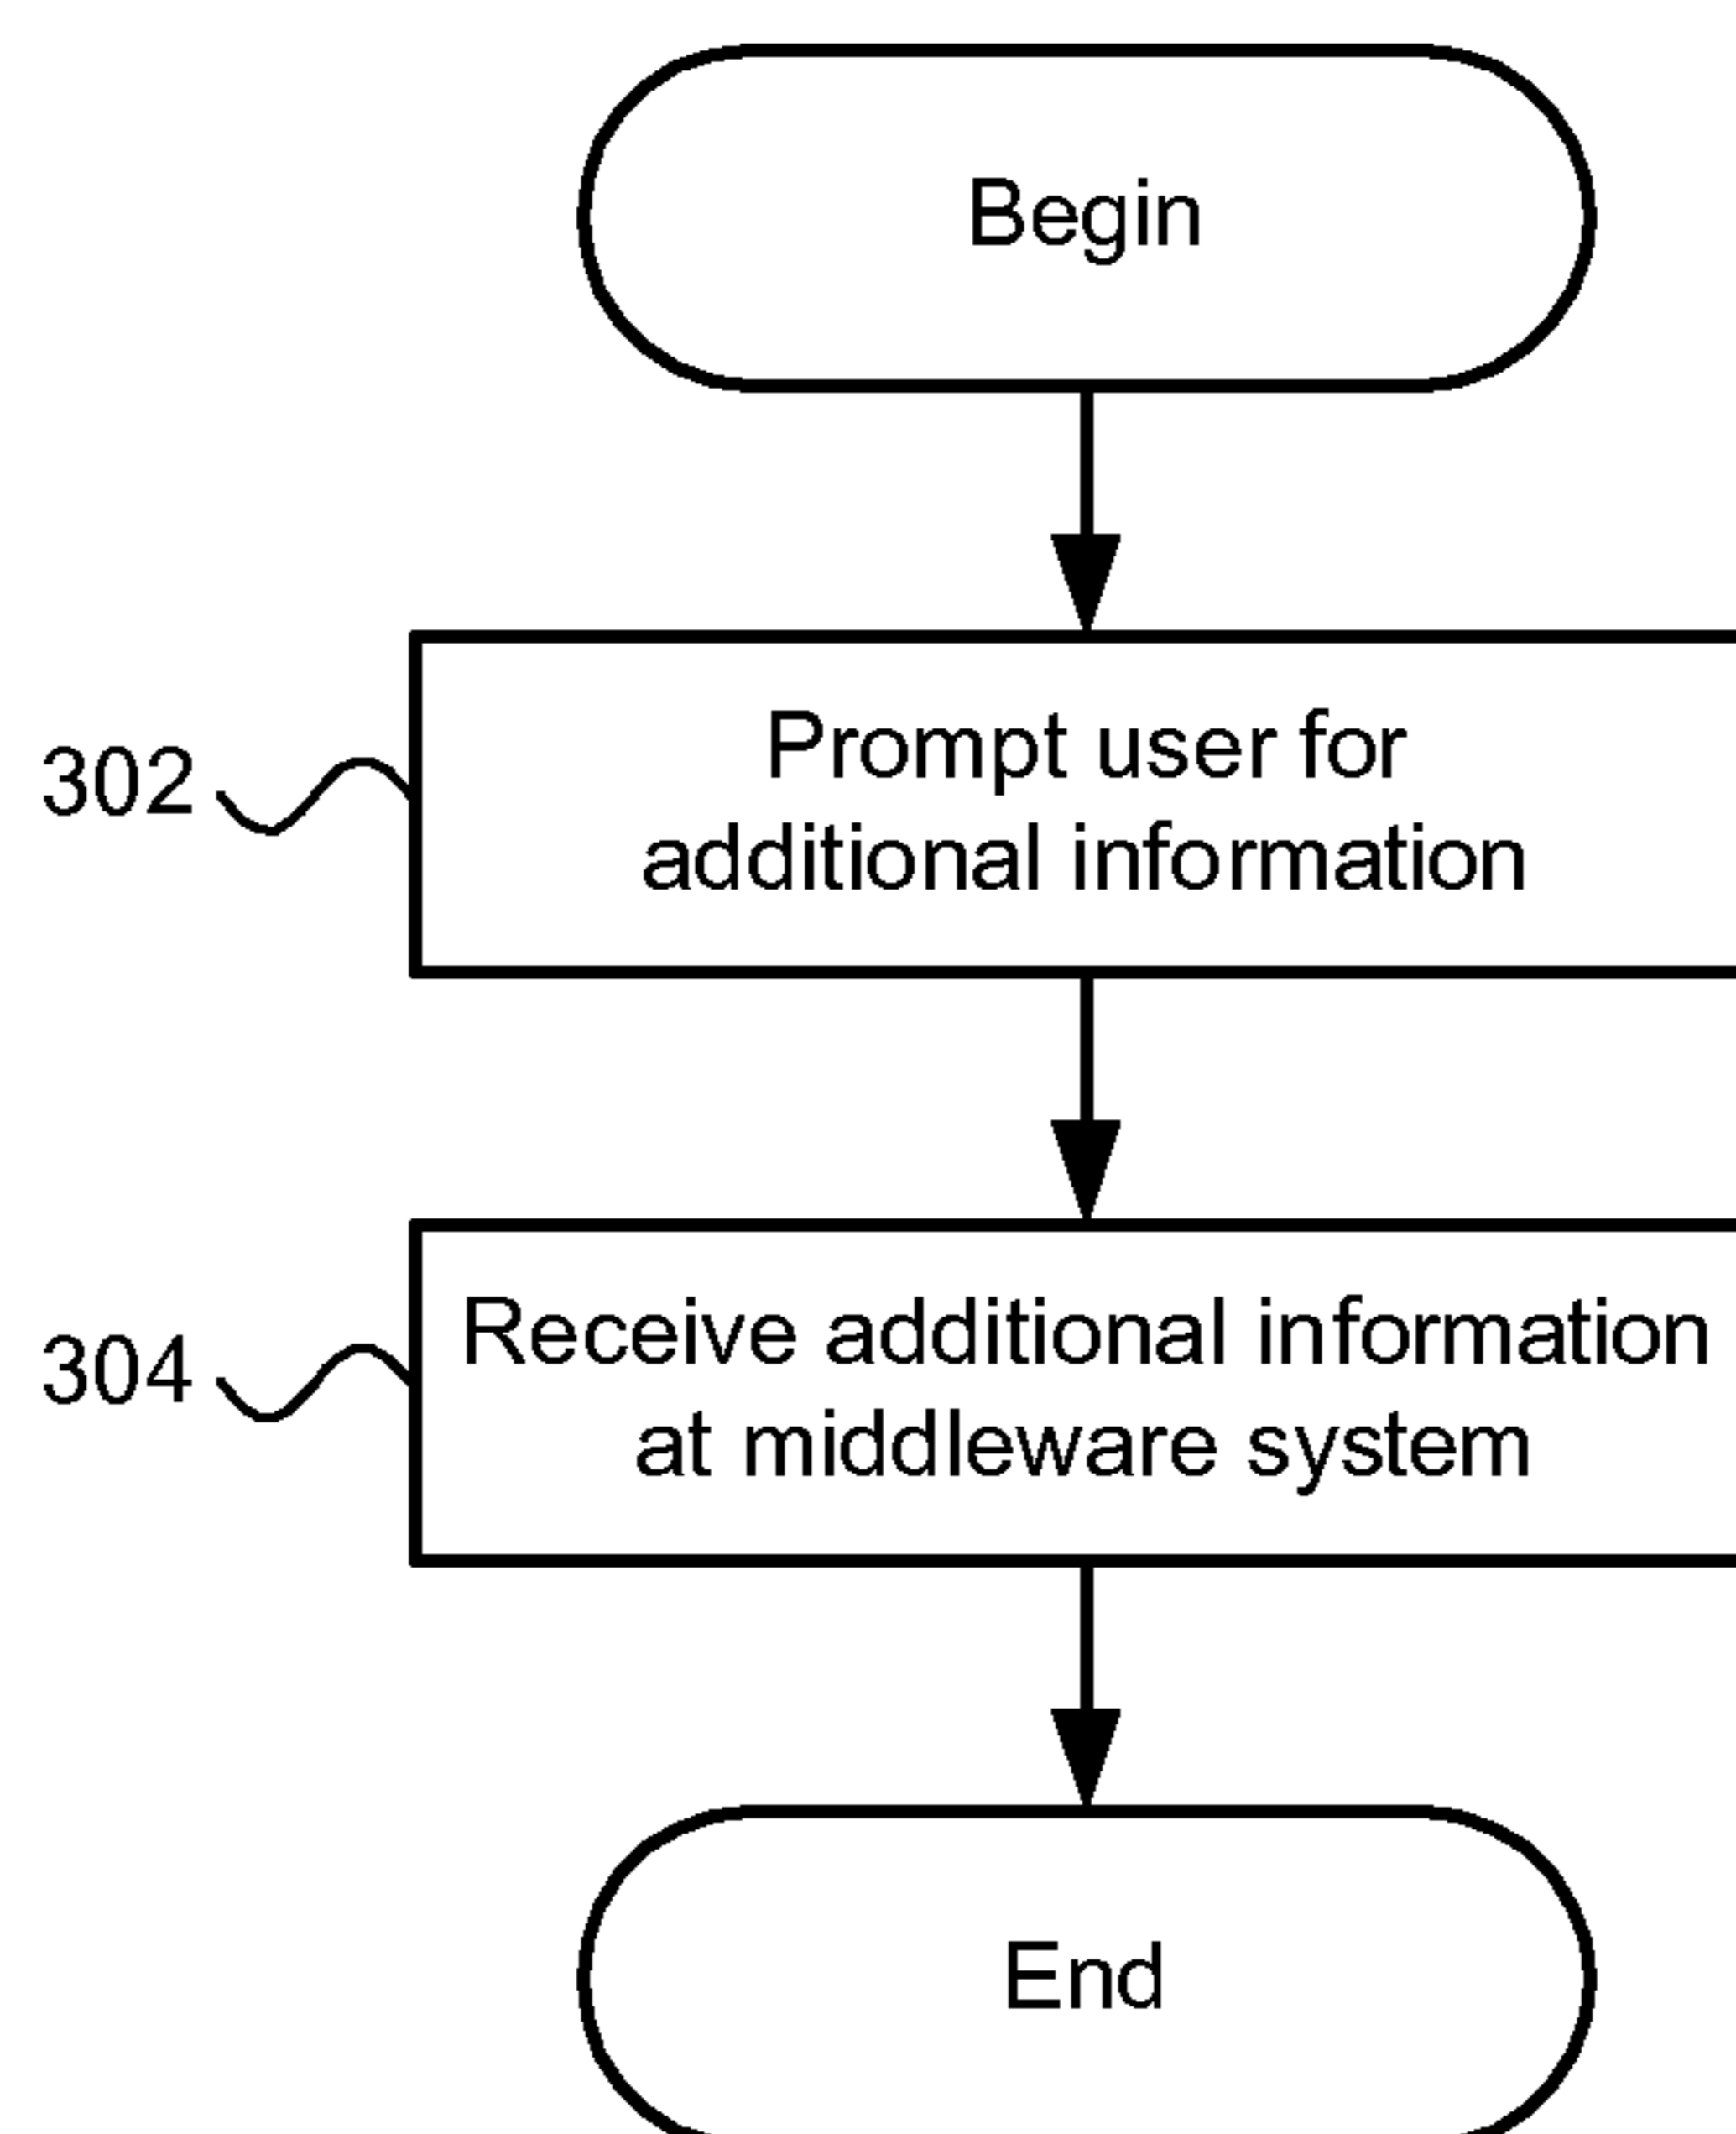 Begin
302
Prompt user for
additional information
304
Receive additional information
at middleware system
End